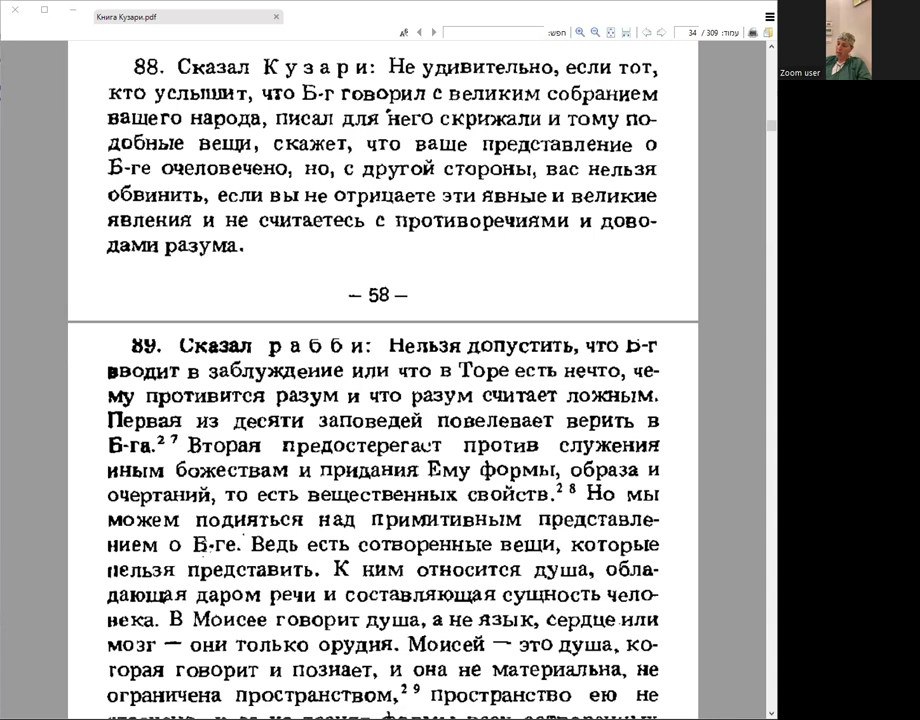 Книга Кузари.pdf
חפש:
עמוד: 34 / 309
Zoom user
88. Сказал Кузари: Не удивительно, если тот,
кто услышит, что Б-г говорил с великим собранием
вашего народа, писал для него скрижали и тому по-
добные вещи, скажет, что ваше представление о
Б-ге очеловечено, но, с другой стороны, вас нельзя
обвинить, если вы не отрицаете эти явные и великие
явления и не считаетесь с противоречиями и дово-
дами разума.
— 58 —
89. Сказал рабби: Нельзя допустить, что Б-г
вводит в заблуждение или что в Торе есть нечто, че-
му противится разум и что разум считает ложным.
Первая из десяти заповедей повелевает верить в
Б-га.²⁷ Вторая предостерегает против служения
иным божествам и придания Ему формы, образа и
очертаний, то есть вещественных свойств.²⁸ Но мы
можем подняться над примитивным представле-
нием о Б-ге. Ведь есть сотворенные вещи, которые
нельзя представить. К ним относится душа, обла-
дающая даром речи и составляющая сущность чело-
века. В Моисее говорит душа, а не язык, сердце или
мозг — они только орудия. Моисей — это душа, ко-
торая говорит и познает, и она не материальна, не
ограничена пространством,²⁹ пространство ею не